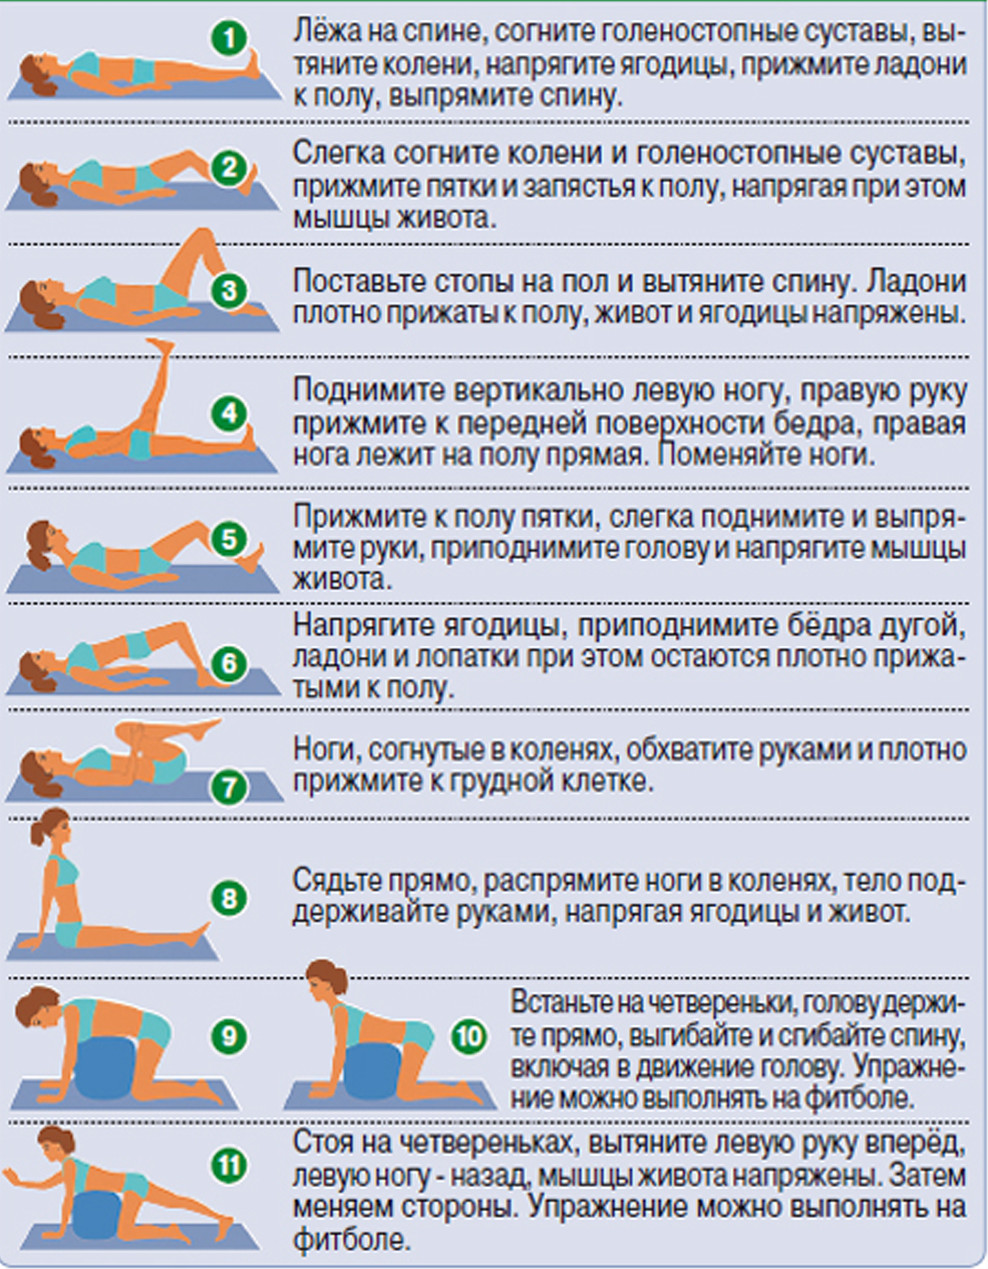 1
Лёжа на спине, согните голеностопные суставы, вы-
тяните колени, напрягите ягодицы, прижмите ладони
к полу, выпрямите спину.
2
Слегка согните колени и голеностопные суставы,
прижмите пятки и запястья к полу, напрягая при этом
мышцы живота.
3
Поставьте стопы на пол и вытяните спину. Ладони
плотно прижаты к полу, живот и ягодицы напряжены.
4
Поднимите вертикально левую ногу, правую руку
прижмите к передней поверхности бедра, правая
нога лежит на полу прямая. Поменяйте ноги.
5
Прижмите к полу пятки, слегка поднимите и выпря-
мите руки, приподнимите голову и напрягите мышцы
живота.
6
Напрягите ягодицы, приподнимите бёдра дугой,
ладони и лопатки при этом остаются плотно прижа-
тыми к полу.
7
Ноги, согнутые в коленях, обхватите руками и плотно
прижмите к грудной клетке.
8
Сядьте прямо, распрямите ноги в коленях, тело под-
держивайте руками, напрягая ягодицы и живот.
9
10
Встаньте на четвереньки, голову держи-
те прямо, выгибайте и сгибайте спину,
включая в движение голову. Упражне-
ние можно выполнять на фитболе.
11
Стоя на четвереньках, вытяните левую руку вперёд,
левую ногу - назад, мышцы живота напряжены. Затем
меняем стороны. Упражнение можно выполнять на
фитболе.